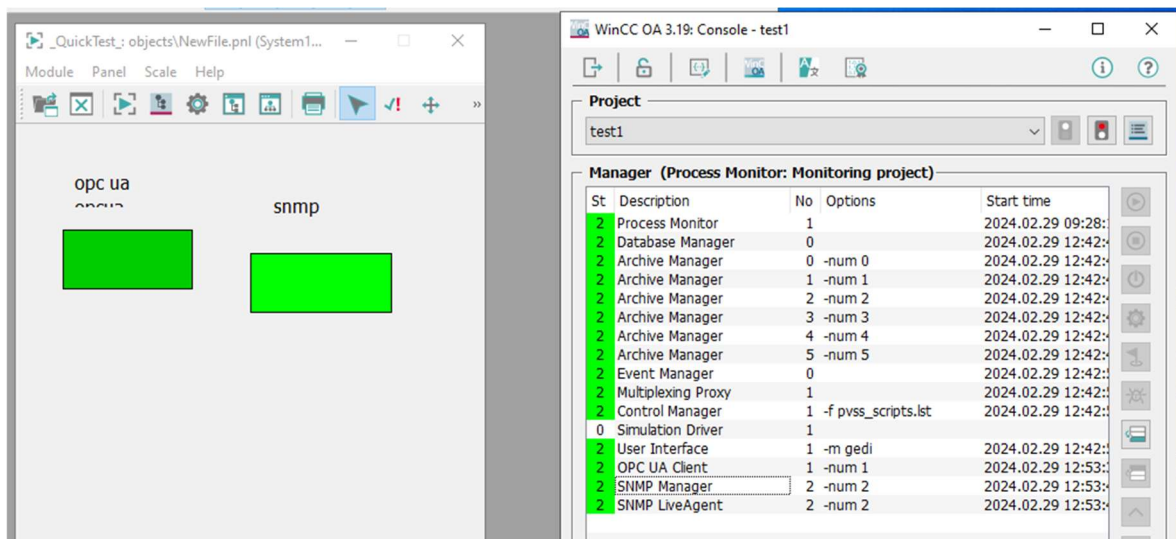 _QuickTest_: objects\NewFile.pnl (System1...
Module Panel Scale Help
»
opc ua
opcua
snmp
WinCC OA 3.19: Console - test1
Project
test1
Manager (Process Monitor: Monitoring project)
St Description No Options Start time
2 Process Monitor 1 2024.02.29 09:28:
2 Database Manager 0 2024.02.29 12:42:
2 Archive Manager 0 -num 0 2024.02.29 12:42:
2 Archive Manager 1 -num 1 2024.02.29 12:42:
2 Archive Manager 2 -num 2 2024.02.29 12:42:
2 Archive Manager 3 -num 3 2024.02.29 12:42:
2 Archive Manager 4 -num 4 2024.02.29 12:42:
2 Archive Manager 5 -num 5 2024.02.29 12:42:
2 Event Manager 0 2024.02.29 12:42:
2 Multiplexing Proxy 1 2024.02.29 12:42:
2 Control Manager 1 -f pvss_scripts.lst 2024.02.29 12:42:
0 Simulation Driver 1
2 User Interface 1 -m gedi 2024.02.29 12:42:
2 OPC UA Client 1 -num 1 2024.02.29 12:53:
2 SNMP Manager 2 -num 2 2024.02.29 12:53:
2 SNMP LiveAgent 2 -num 2 2024.02.29 12:53: